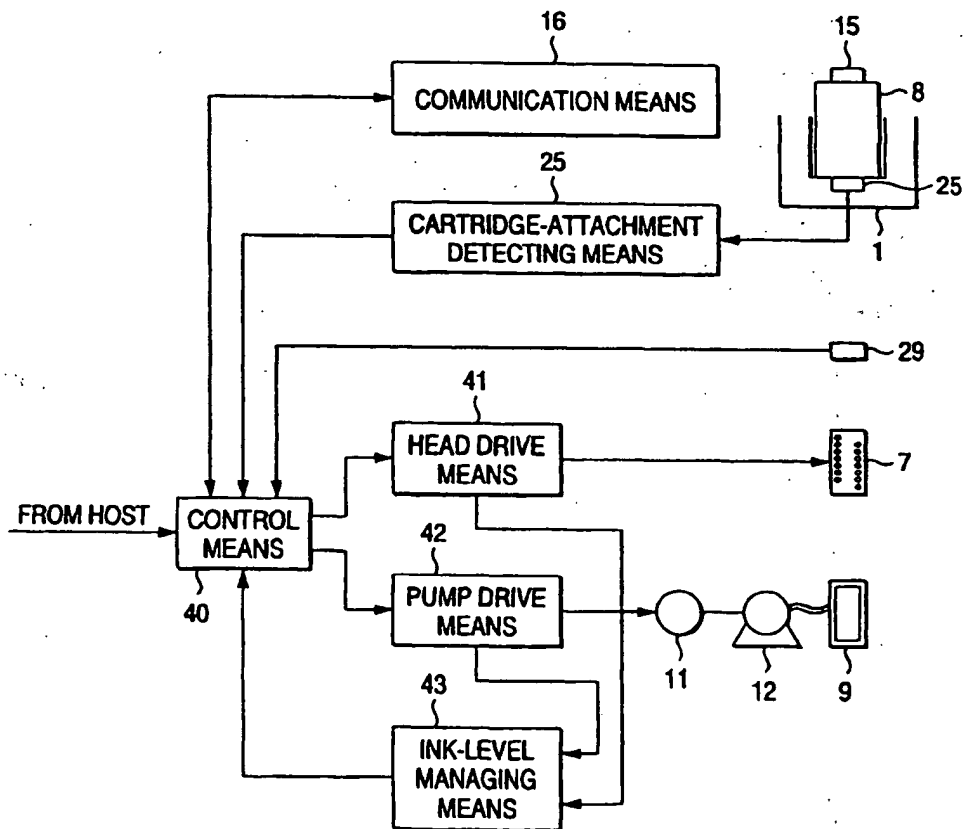 16
COMMUNICATION MEANS
15
8
25
1
25
CARTRIDGE-ATTACHMENT
DETECTING MEANS
29
41
HEAD DRIVE
MEANS
7
FROM HOST
CONTROL
MEANS
40
42
PUMP DRIVE
MEANS
11
12
9
43
INK-LEVEL
MANAGING
MEANS